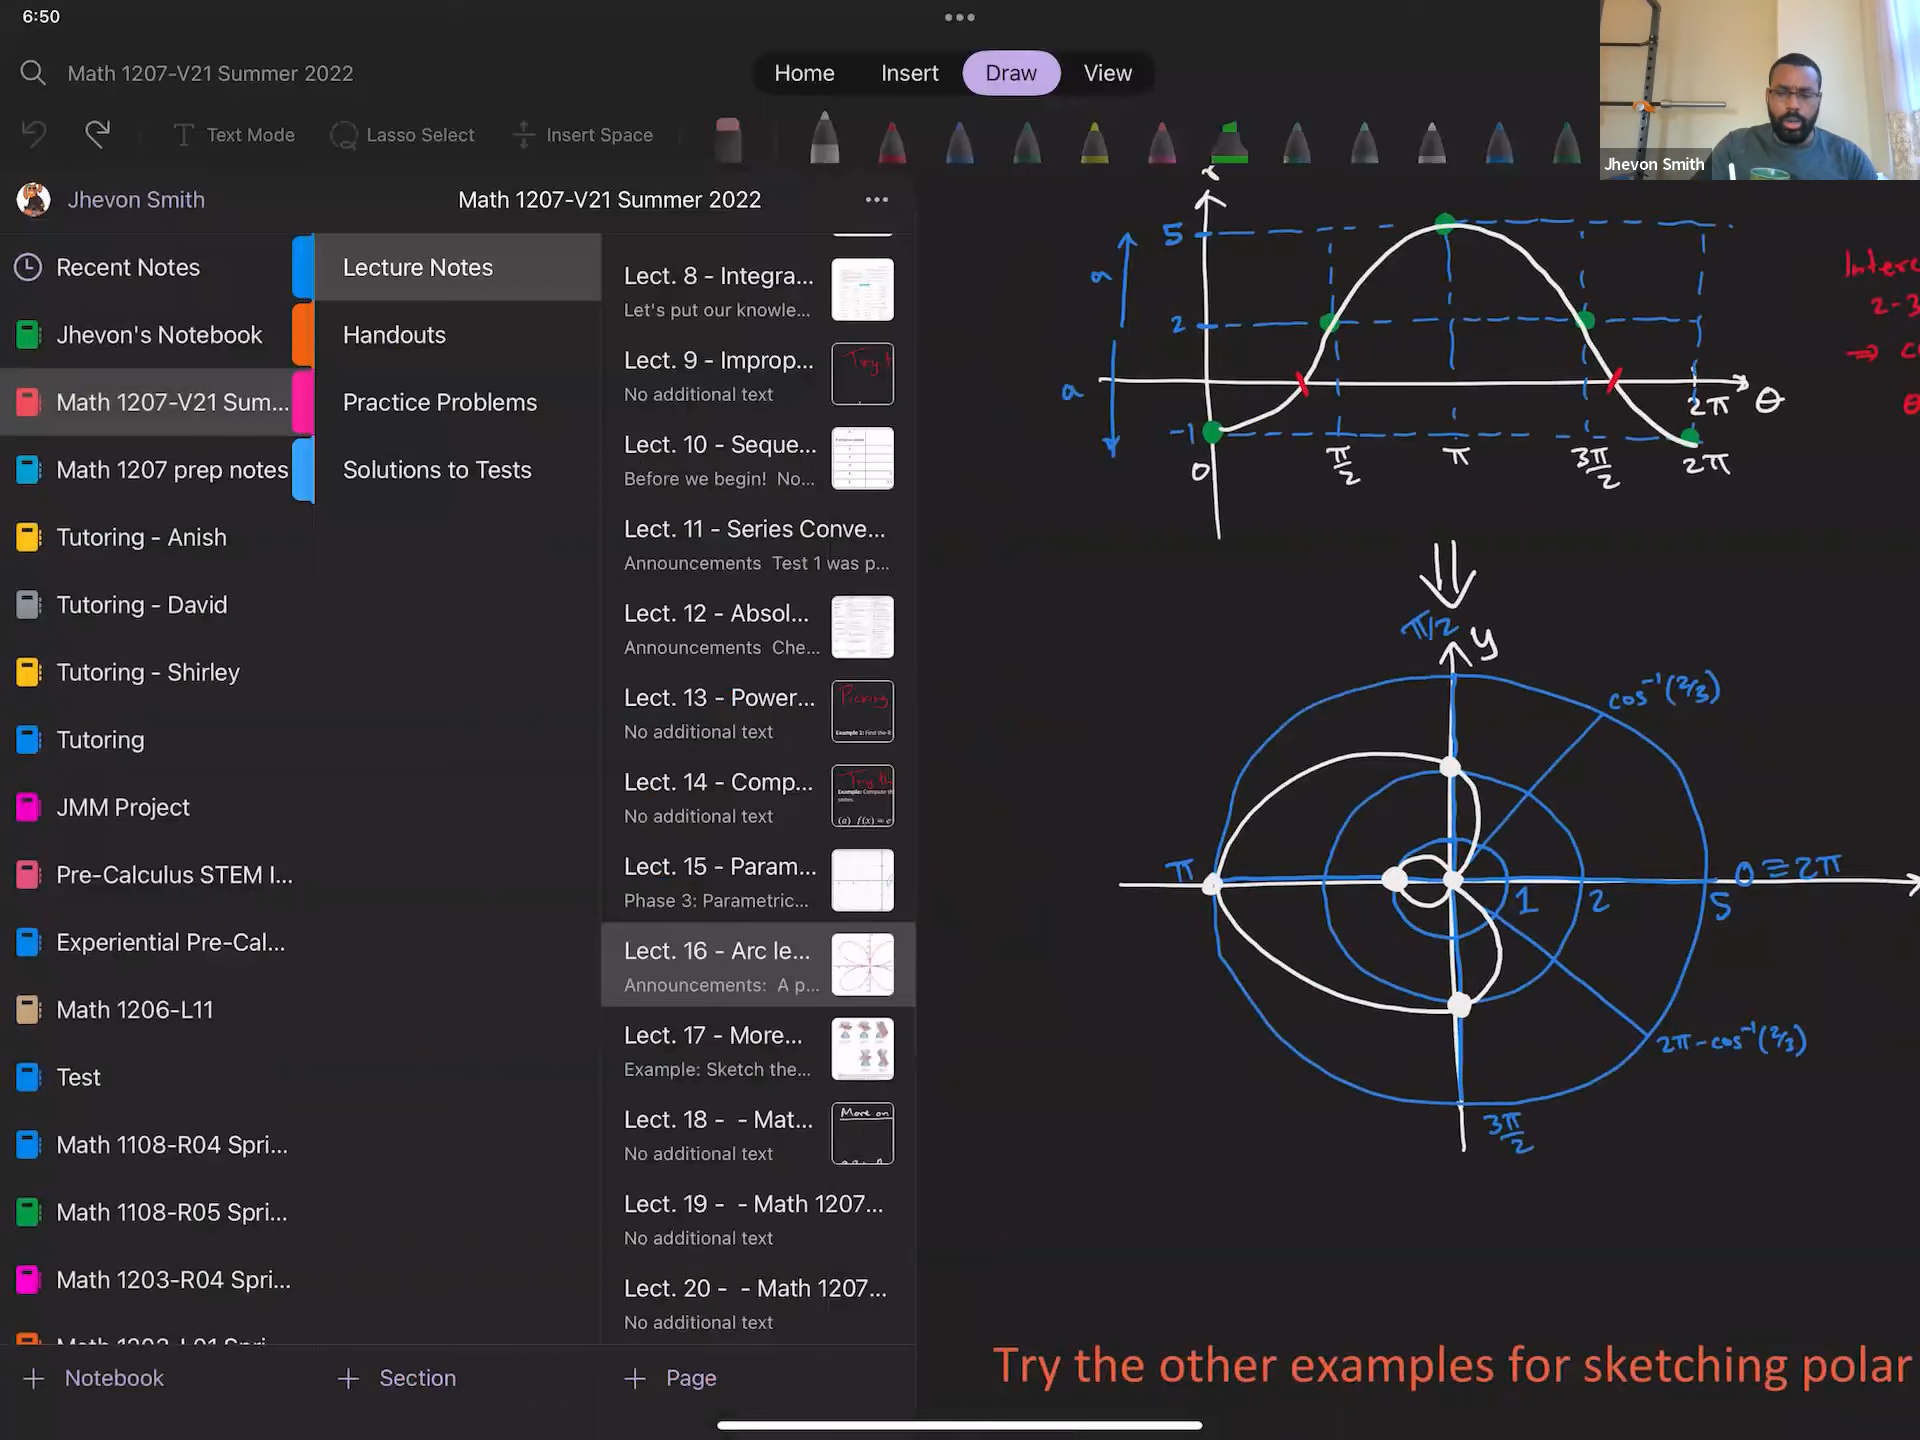 6:50
Math 1207-V21 Summer 2022
Home Insert Draw View
Text Mode Lasso Select Insert Space
Jhevon Smith
Jhevon Smith
Math 1207-V21 Summer 2022
Recent Notes
Jhevon's Notebook
Math 1207-V21 Sum...
Math 1207 prep notes
Tutoring - Anish
Tutoring - David
Tutoring - Shirley
Tutoring
JMM Project
Pre-Calculus STEM I...
Experiential Pre-Cal...
Math 1206-L11
Test
Math 1108-R04 Spri...
Math 1108-R05 Spri...
Math 1203-R04 Spri...
Notebook
Lecture Notes
Handouts
Practice Problems
Solutions to Tests
Section
Lect. 8 - Integra...
Let's put our knowle...
Lect. 9 - Improp...
No additional text
Lect. 10 - Seque...
Before we begin! No...
Lect. 11 - Series Conve...
Announcements Test 1 was p...
Lect. 12 - Absol...
Announcements Che...
Lect. 13 - Power...
No additional text
Lect. 14 - Comp...
No additional text
Lect. 15 - Param...
Phase 3: Parametric...
Lect. 16 - Arc le...
Announcements: A p...
Lect. 17 - More...
Example: Sketch the...
Lect. 18 - - Mat...
No additional text
Lect. 19 - - Math 1207...
No additional text
Lect. 20 - - Math 1207...
No additional text
Page
5
a
2
a
-1
0
π/2
π
3π/2
2π
2π
θ
2-3
⇒
π/2 y
cos⁻¹(2/3)
π
1 2 5
0≡2π
2π-cos⁻¹(2/3)
3π/2
Try the other examples for sketching polar